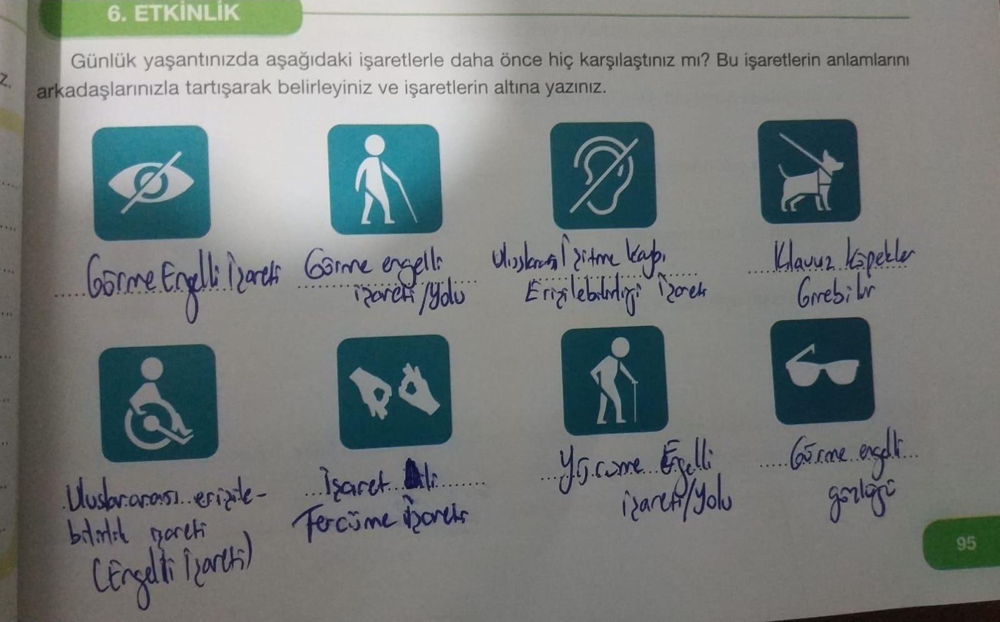 6. ETKİNLİK
Günlük yaşantınızda aşağıdaki işaretlerle daha önce hiç karşılaştınız mı? Bu işaretlerin anlamlarını
z.
arkadaşlarınızla tartışarak belirleyiniz ve işaretlerin altına yazınız.
Görme Engelli İşareti
Görme engelli
işareti/yolu
Uluslararası İşitme Kaybı
Erişilebilirliği İşareti
Kılavuz Köpekler
Girebilir
Uluslararası erişile-
bilirlik işareti
(Engelli İşareti)
İşaret Dili
Tercüme İşareti
Yürüme Engelli
işareti/yolu
Görme engelli
gözlüğü
95